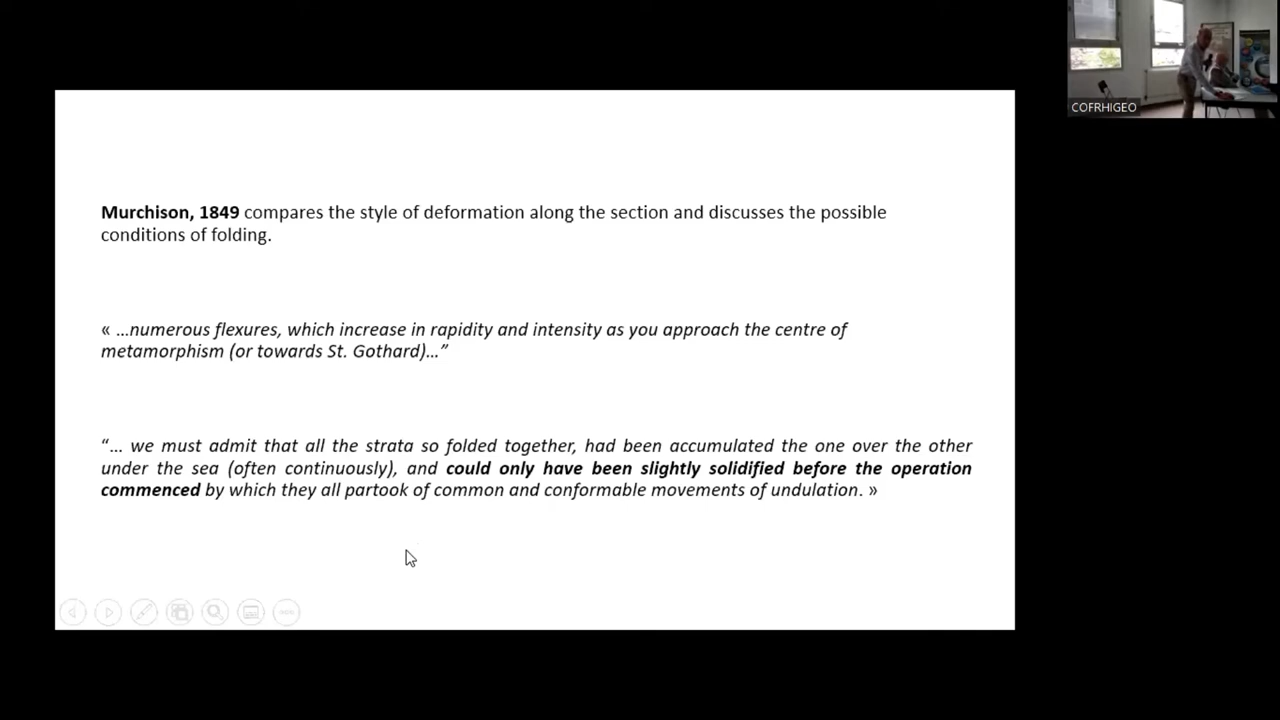 COFRHIGEO
Murchison, 1849 compares the style of deformation along the section and discusses the possible
conditions of folding.
« …numerous flexures, which increase in rapidity and intensity as you approach the centre of
metamorphism (or towards St. Gothard)…”
“… we must admit that all the strata so folded together, had been accumulated the one over the other
under the sea (often continuously), and could only have been slightly solidified before the operation
commenced by which they all partook of common and conformable movements of undulation. »